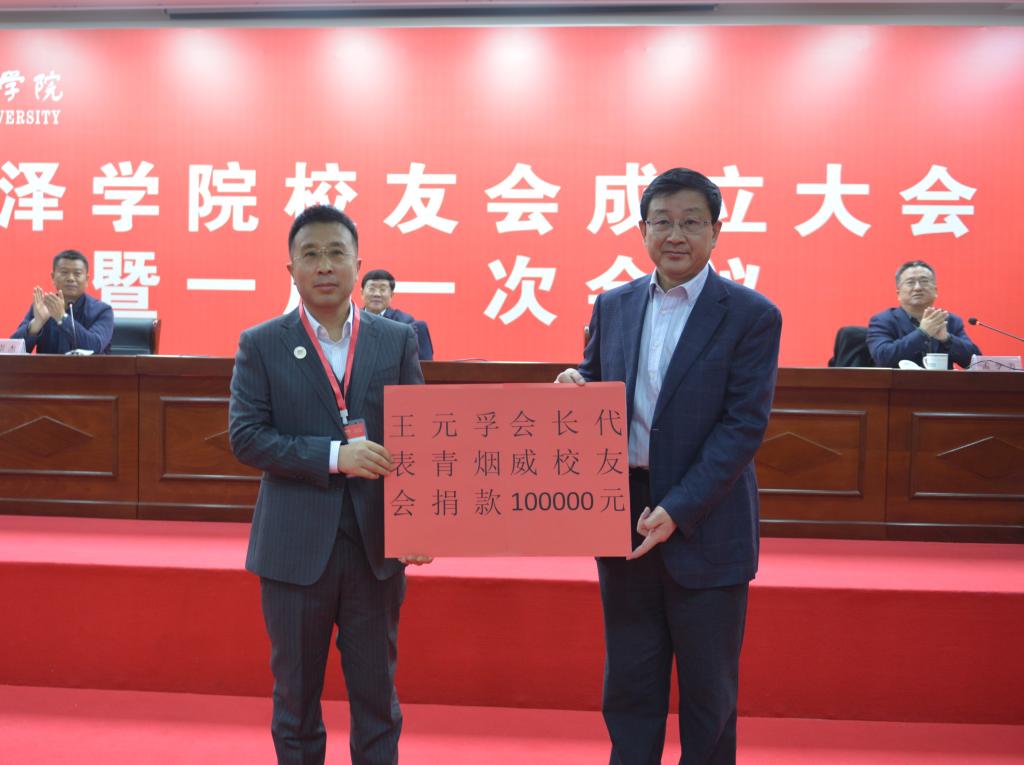 学院
VERSITY
泽学院校友会成立大会
暨一 一次会
王元孚会长代
表青烟威校友
会捐款100000元